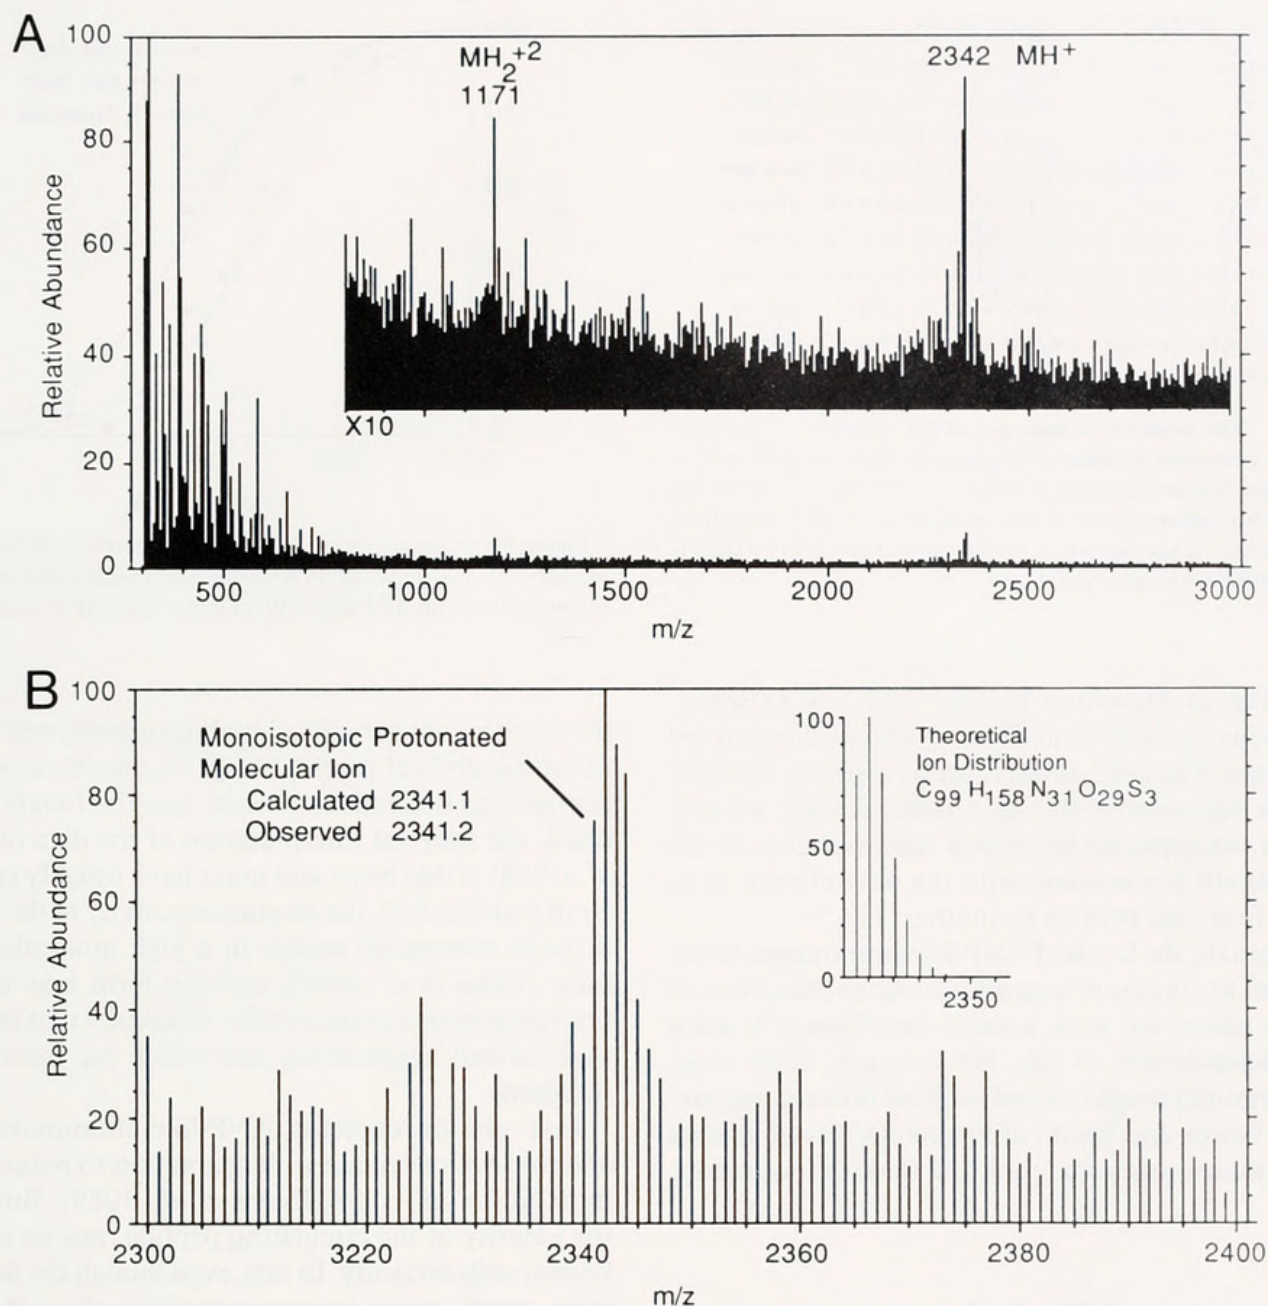 A
100
80
60
40
20
0
Relative Abundance
MH2+2
1171
2342 MH+
X10
500 1000 1500 2000 2500 3000
m/z
B
100
80
60
40
20
0
Relative Abundance
Monoisotopic Protonated
Molecular Ion
Calculated 2341.1
Observed 2341.2
100
50
0
Theoretical
Ion Distribution
C99 H158 N31 O29 S3
2350
2300 3220 2340 2360 2380 2400
m/z